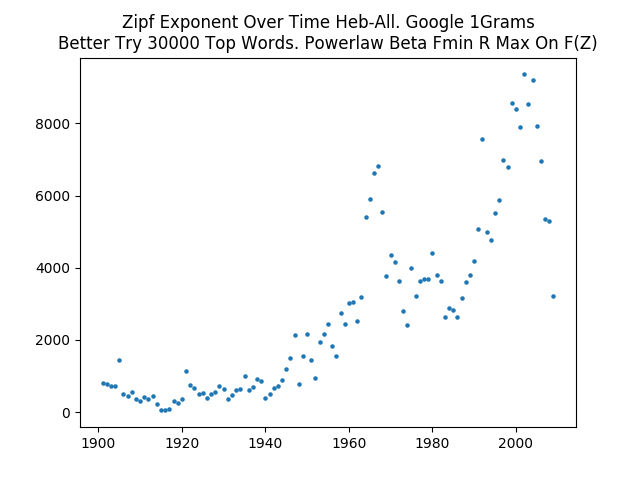 Zipf Exponent Over Time Heb-All. Google 1Grams
Better Try 30000 Top Words. Powerlaw Beta Fmin R Max On F(Z)
8000
6000
4000
2000
0
1900 1920 1940 1960 1980 2000